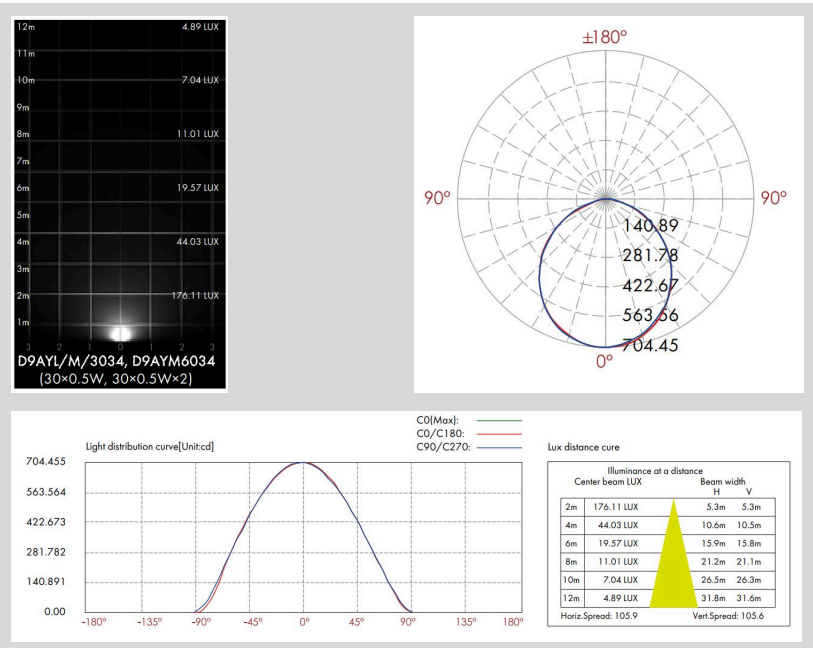 12m 4.89 LUX
11m
10m 7.04 LUX
9m
8m 11.01 LUX
7m
6m 19.57 LUX
5m
4m 44.03 LUX
3m
2m 176.11 LUX
1m
3 2 1 0 1 2 3
D9AYL/M/3034, D9AYM6034
(30×0.5W, 30×0.5W×2)
±180°
90° 90°
140.89
281.78
422.67
563.56
704.45
0°
C0(Max):
C0/C180:
C90/C270:
Light distribution curve[Unit:cd]
704.455
563.564
422.673
281.782
140.891
0.00
-180° -135° -90° -45° 0° 45° 90° 135° 180°
Lux distance cure
Illuminance at a distance
Center beam LUX Beam width
H V
2m 176.11 LUX 5.3m 5.3m
4m 44.03 LUX 10.6m 10.5m
6m 19.57 LUX 15.9m 15.8m
8m 11.01 LUX 21.2m 21.1m
10m 7.04 LUX 26.5m 26.3m
12m 4.89 LUX 31.8m 31.6m
Horiz.Spread: 105.9 Vert.Spread: 105.6